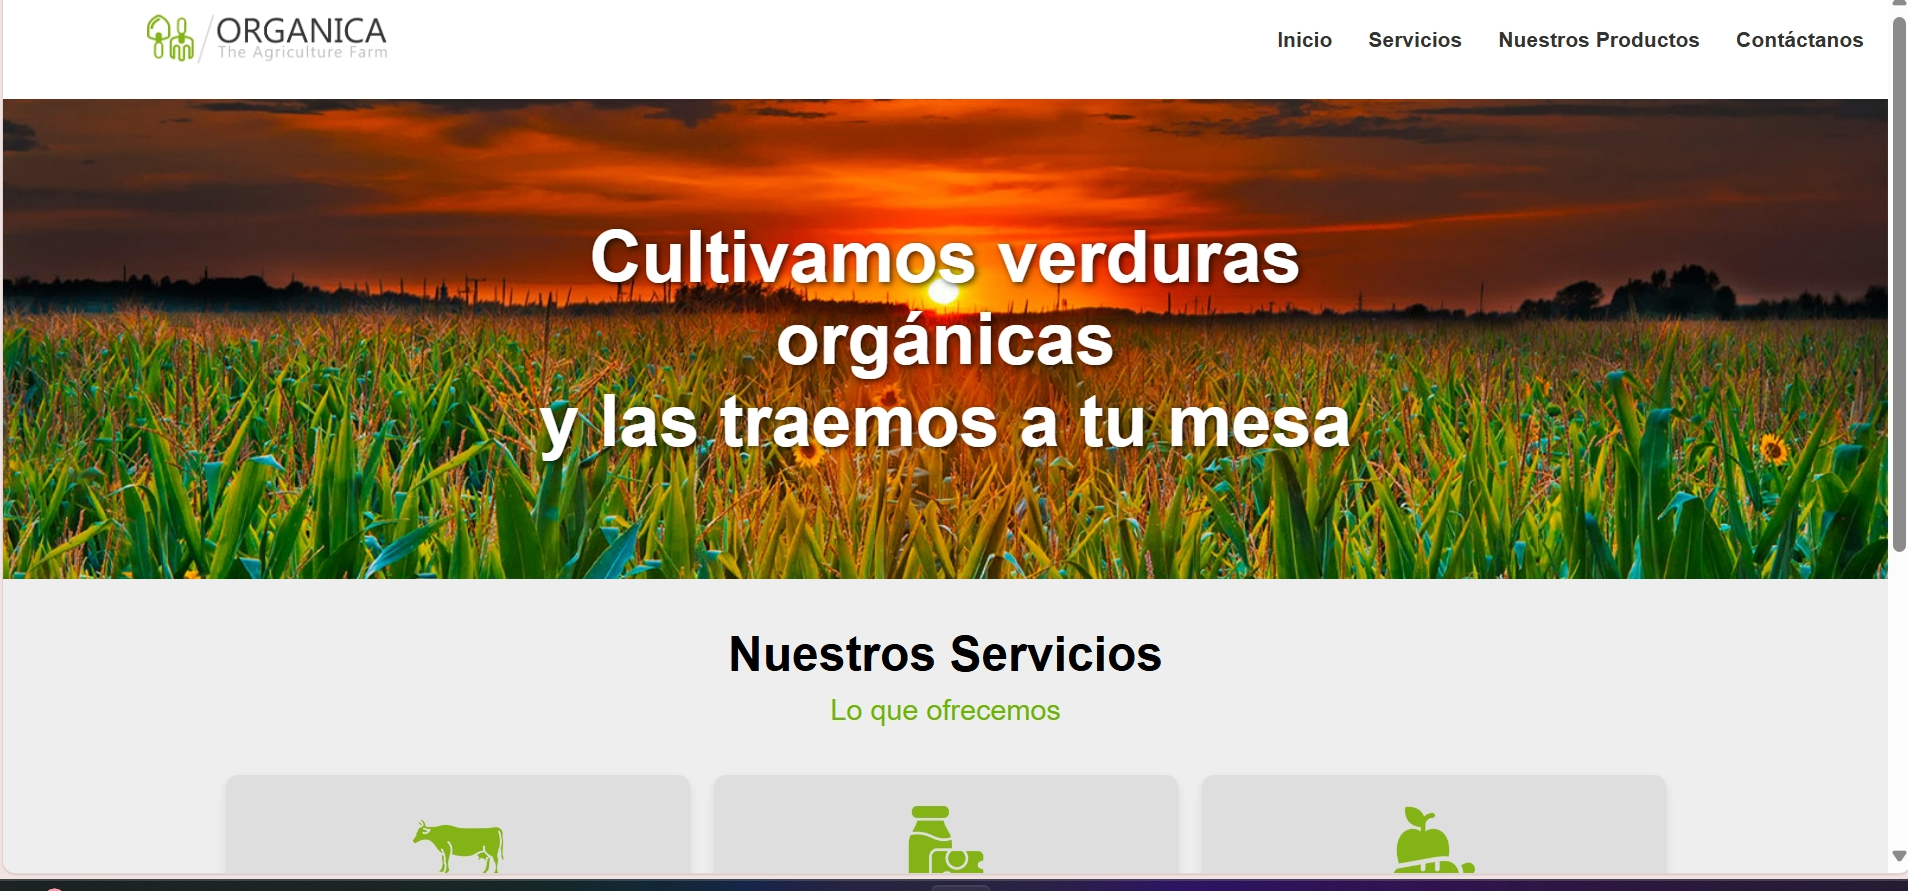 ORGANICA
The Agriculture Farm
Inicio Servicios Nuestros Productos Contáctanos
Cultivamos verduras
orgánicas
y las traemos a tu mesa
Nuestros Servicios
Lo que ofrecemos